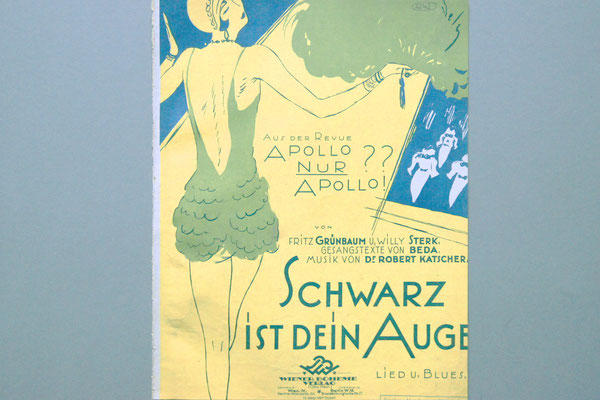 AUS DER REVUE
APOLLO ??
NUR
APOLLO!
VON
FRITZ GRÜNBAUM U. WILLY STERK.
GESANGSTEXTE VON BEDA.
MUSIK VON DR ROBERT KATSCHER.
SCHWARZ
IST DEIN AUGE
LIED U. BLUES.
WIENER BOHEME
VERLAG